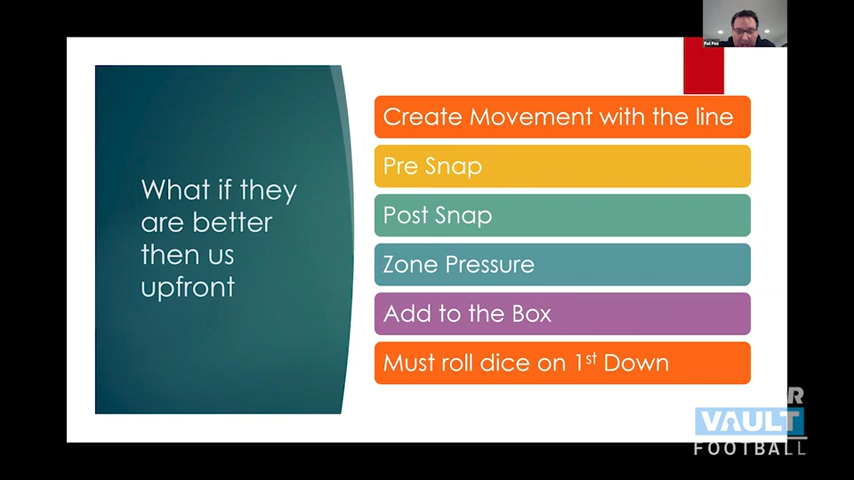 What if they
are better
then us
upfront
Create Movement with the line
Pre Snap
Post Snap
Zone Pressure
Add to the Box
Must roll dice on 1st Down
VAULT
FOOTBALL